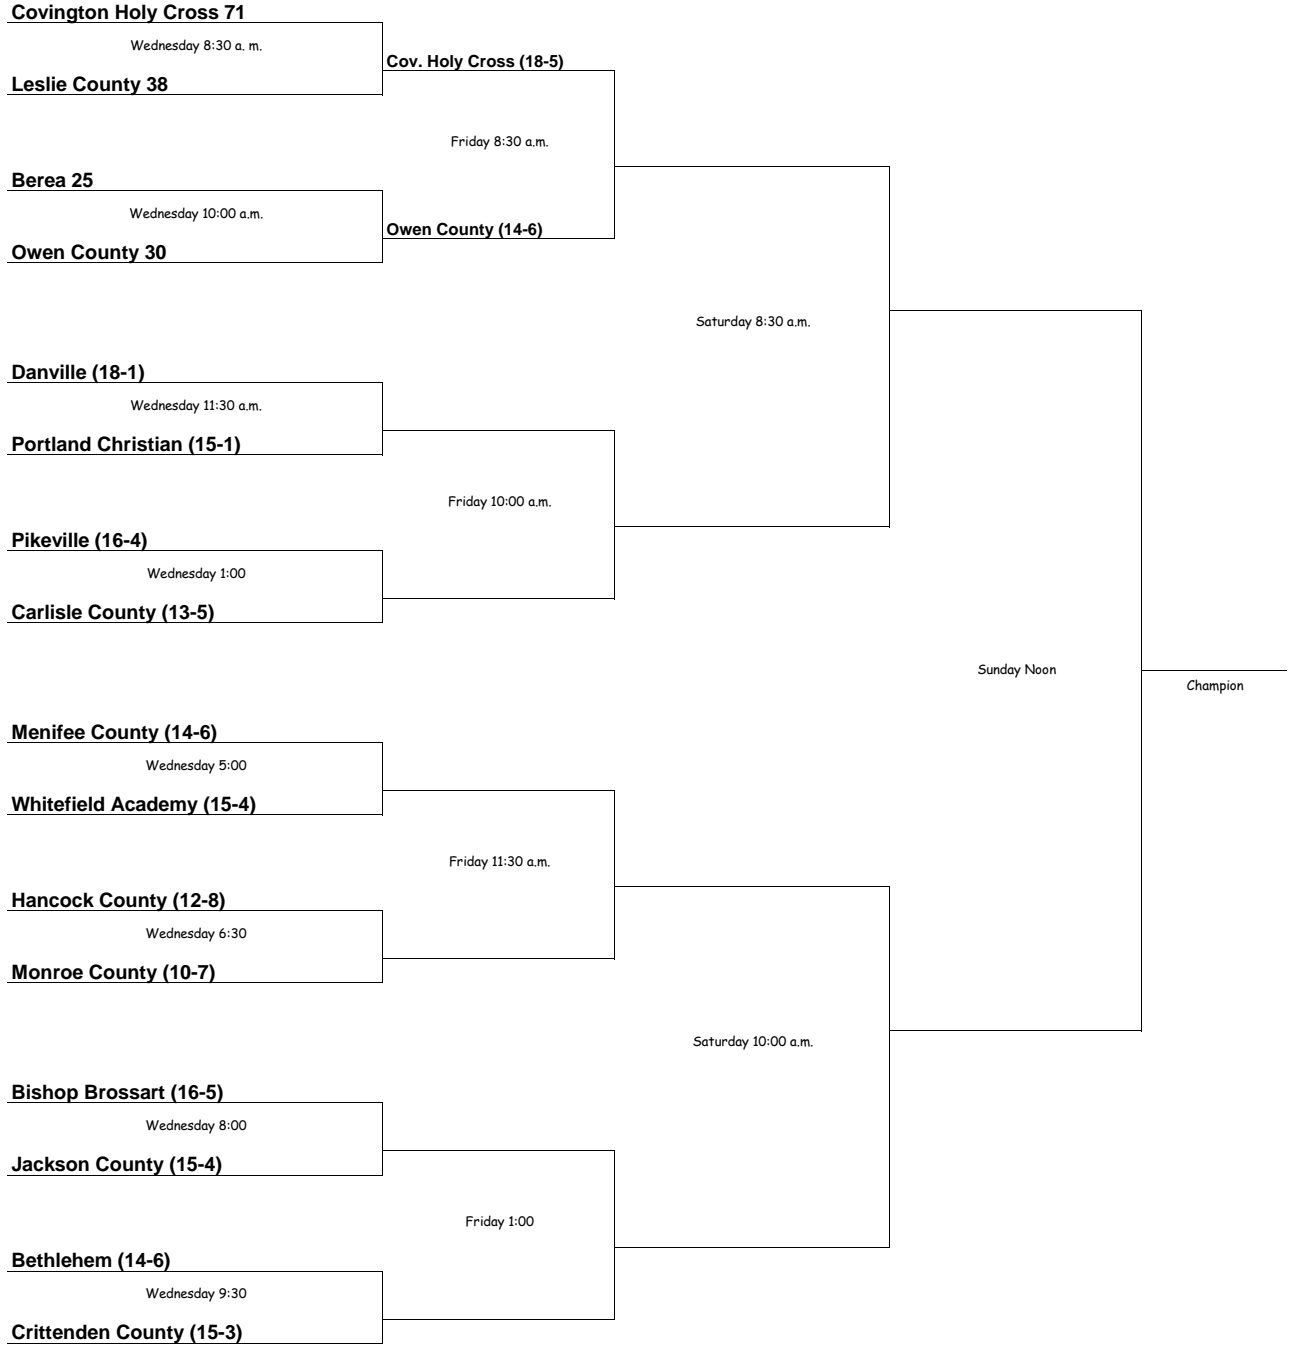 Covington Holy Cross 71
Wednesday 8:30 a. m.
Cov. Holy Cross (18-5)
Leslie County 38
Friday 8:30 a.m.
Berea 25
Wednesday 10:00 a.m.
Owen County (14-6)
Owen County 30
Saturday 8:30 a.m.
Danville (18-1)
Wednesday 11:30 a.m.
Portland Christian (15-1)
Friday 10:00 a.m.
Pikeville (16-4)
Wednesday 1:00
Carlisle County (13-5)
Sunday Noon
Champion
Menifee County (14-6)
Wednesday 5:00
Whitefield Academy (15-4)
Friday 11:30 a.m.
Hancock County (12-8)
Wednesday 6:30
Monroe County (10-7)
Saturday 10:00 a.m.
Bishop Brossart (16-5)
Wednesday 8:00
Jackson County (15-4)
Friday 1:00
Bethlehem (14-6)
Wednesday 9:30
Crittenden County (15-3)